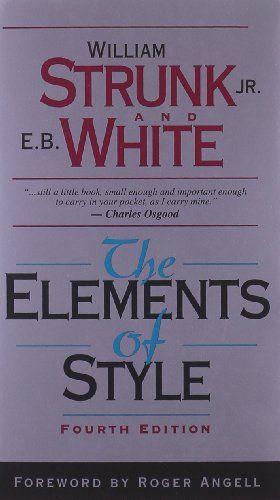 WILLIAM
STRUNK JR.
AND
E.B. WHITE
"...still a little book, small enough and important enough
to carry in your pocket, as I carry mine."
— Charles Osgood
The
ELEMENTS
of
STYLE
FOURTH EDITION
FOREWORD BY ROGER ANGELL